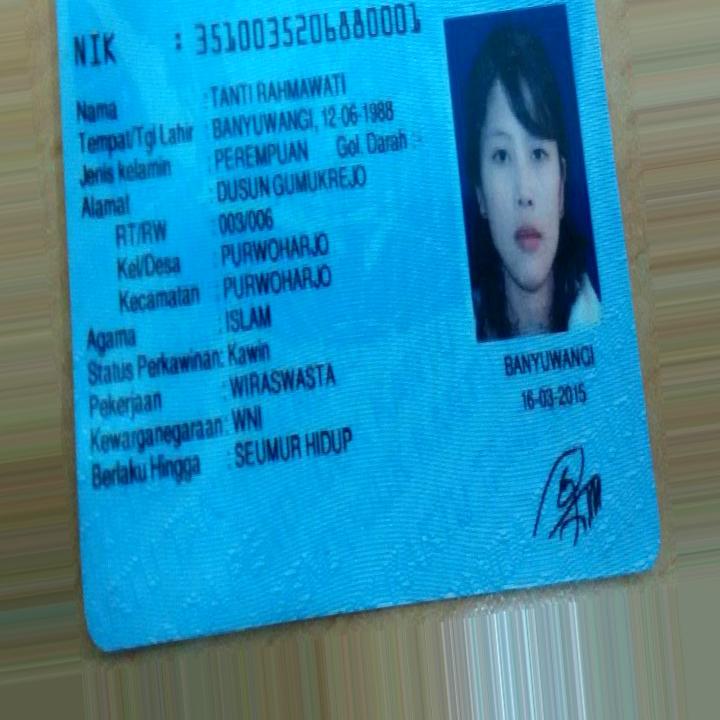 NIK : 3510035206880001
Nama : TANTI RAHMAWATI
Tempat/Tgl Lahir : BANYUWANGI, 12-06-1988
Jenis kelamin : PEREMPUAN Gol. Darah :-
Alamat : DUSUN GUMUKREJO
RT/RW : 003/006
Kel/Desa : PURWOHARJO
Kecamatan : PURWOHARJO
Agama : ISLAM
Status Perkawinan: Kawin
Pekerjaan : WIRASWASTA
Kewarganegaraan: WNI
Berlaku Hingga : SEUMUR HIDUP
BANYUWANGI
16-03-2015